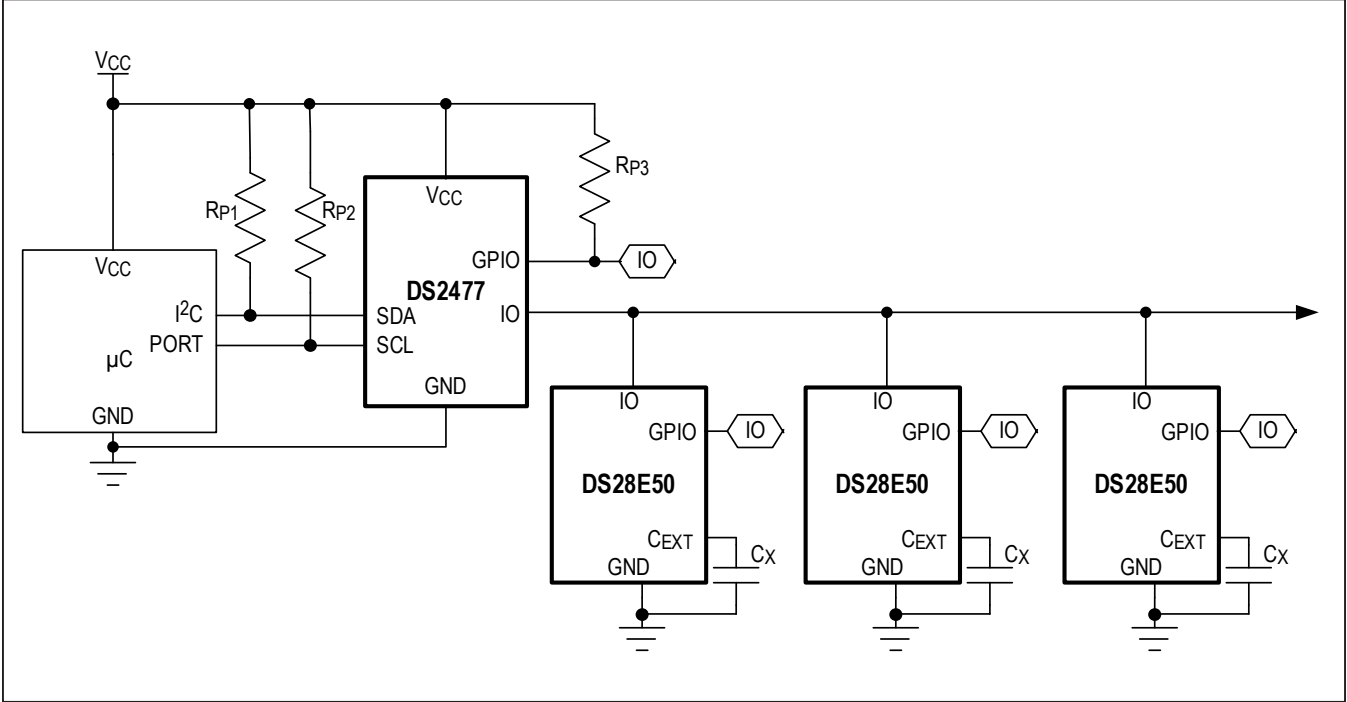 VCC
RP1
RP2
RP3
VCC
I2C
PORT
µC
GND
VCC
GPIO
DS2477
SDA
IO
SCL
GND
IO
IO
GPIO
IO
DS28E50
CEXT
CX
GND
IO
GPIO
IO
DS28E50
CEXT
CX
GND
IO
GPIO
IO
DS28E50
CEXT
CX
GND